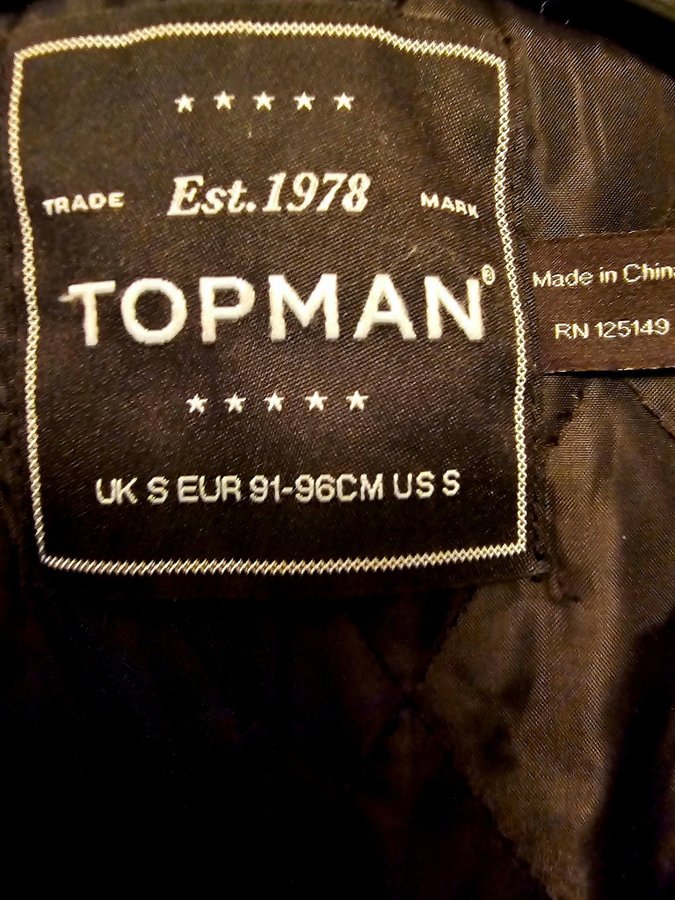 Est.1978
TRADE MARK
TOPMAN®
UK S EUR 91-96CM US S
Made in China
RN 125149